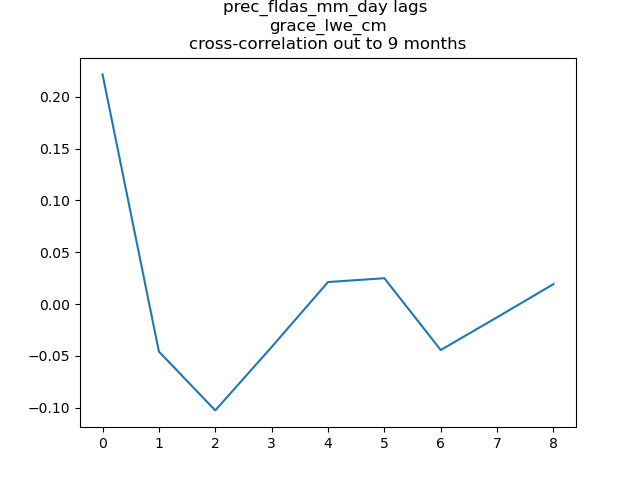 prec_fldas_mm_day lags
grace_lwe_cm
cross-correlation out to 9 months
0.20
0.15
0.10
0.05
0.00
−0.05
−0.10
0 1 2 3 4 5 6 7 8